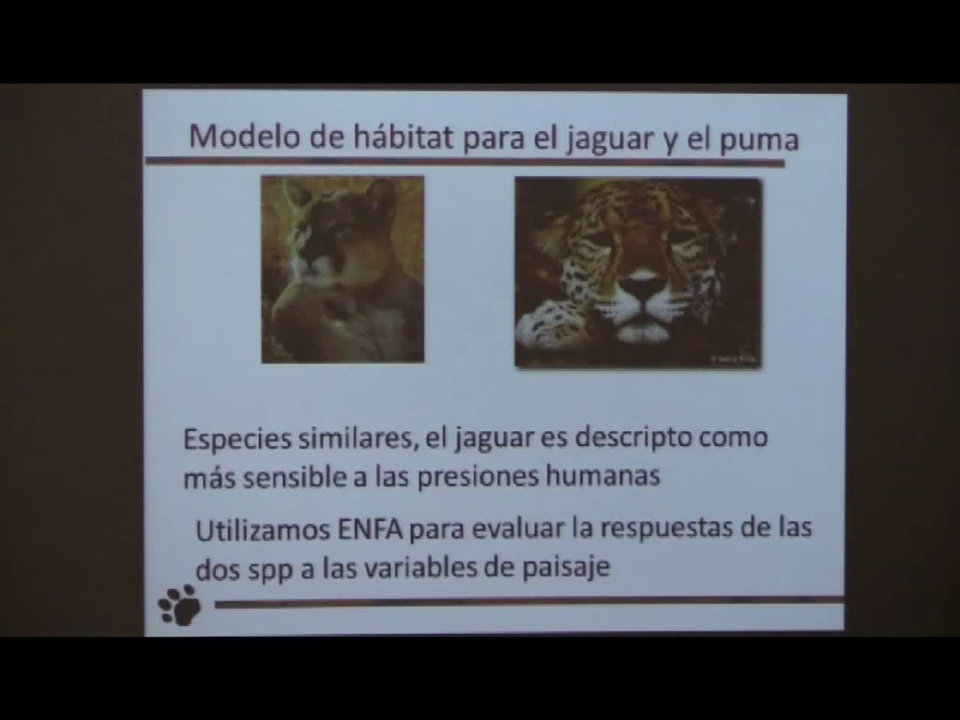 Modelo de hábitat para el jaguar y el puma
Especies similares, el jaguar es descripto como
más sensible a las presiones humanas
Utilizamos ENFA para evaluar la respuestas de las
dos spp a las variables de paisaje